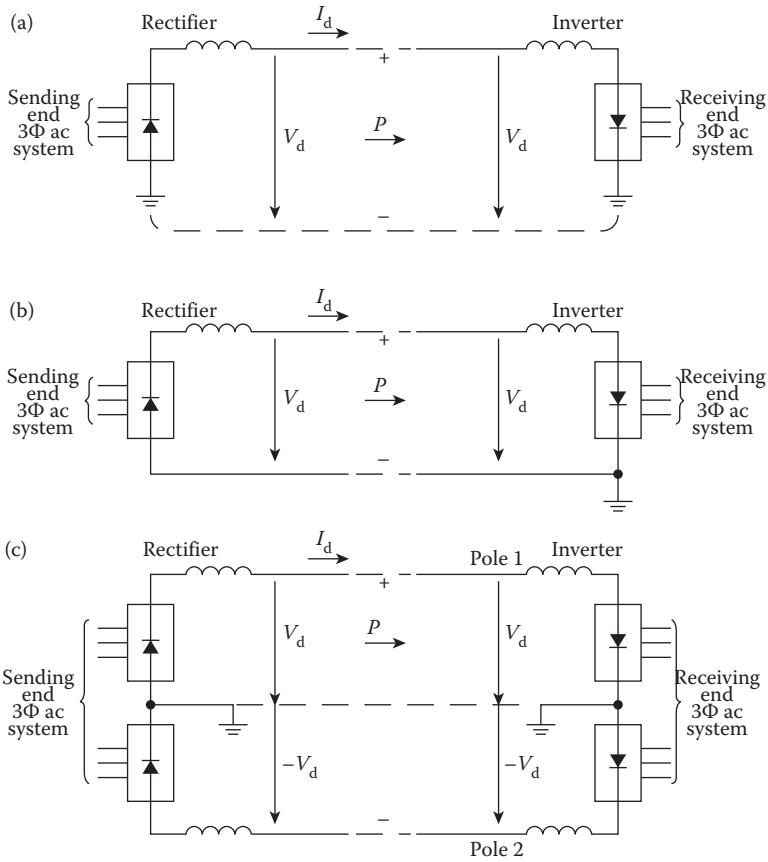 (a)
Rectifier
I_d
Inverter
+
Sending
end
3Φ ac
system
V_d
P
V_d
Receiving
end
3Φ ac
system
−
(b)
Rectifier
I_d
Inverter
+
Sending
end
3Φ ac
system
V_d
P
V_d
Receiving
end
3Φ ac
system
−
(c)
Rectifier
I_d
Pole 1
Inverter
+
V_d
P
V_d
Sending
end
3Φ ac
system
Receiving
end
3Φ ac
system
−V_d
−V_d
−
Pole 2